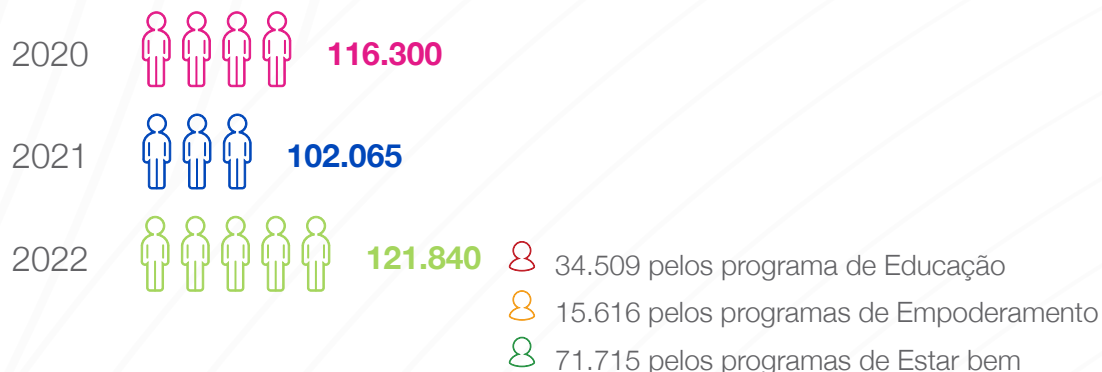 2020 116.300
2021 102.065
2022 121.840
34.509 pelos programa de Educação
15.616 pelos programas de Empoderamento
71.715 pelos programas de Estar bem